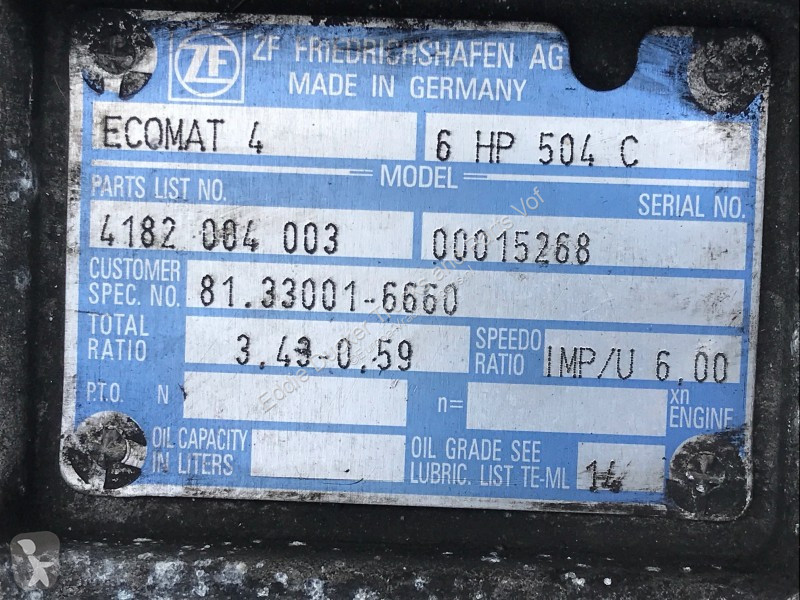 ZF
ZF FRIEDRICHSHAFEN AG
MADE IN GERMANY
ECOMAT 4 6 HP 504 C
MODEL
PARTS LIST NO. SERIAL NO.
4182 004 003 00015268
CUSTOMER
SPEC. NO. 81.33001-6660
TOTAL
RATIO 3.43-0.59
SPEEDO
RATIO IMP/U 6,00
P.T.O. N n= xn
ENGINE
OIL CAPACITY
IN LITERS
OIL GRADE SEE
LUBRIC. LIST TE-ML 14
Vof